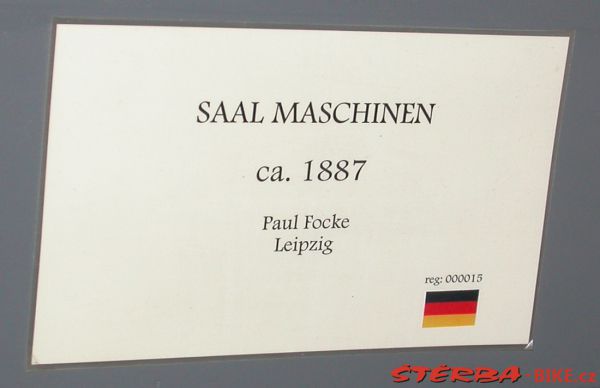 SAAL MASCHINEN
ca. 1887
Paul Focke
Leipzig
reg: 000015
ŠTĚRBA-BIKE.cz